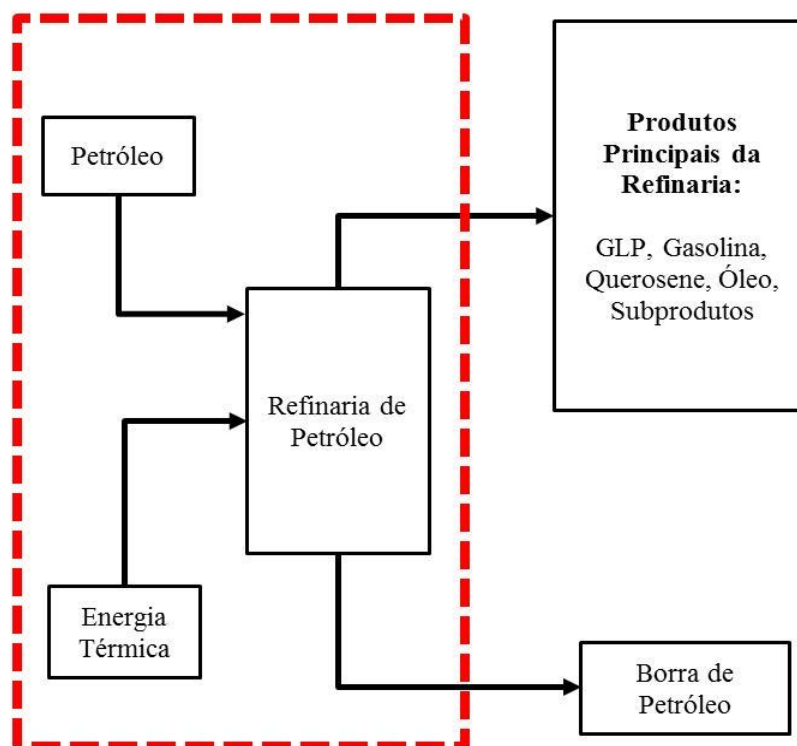 Petróleo
Produtos
Principais da
Refinaria:
GLP, Gasolina,
Querosene, Óleo,
Subprodutos
Refinaria de
Petróleo
Energia
Térmica
Borra de
Petróleo